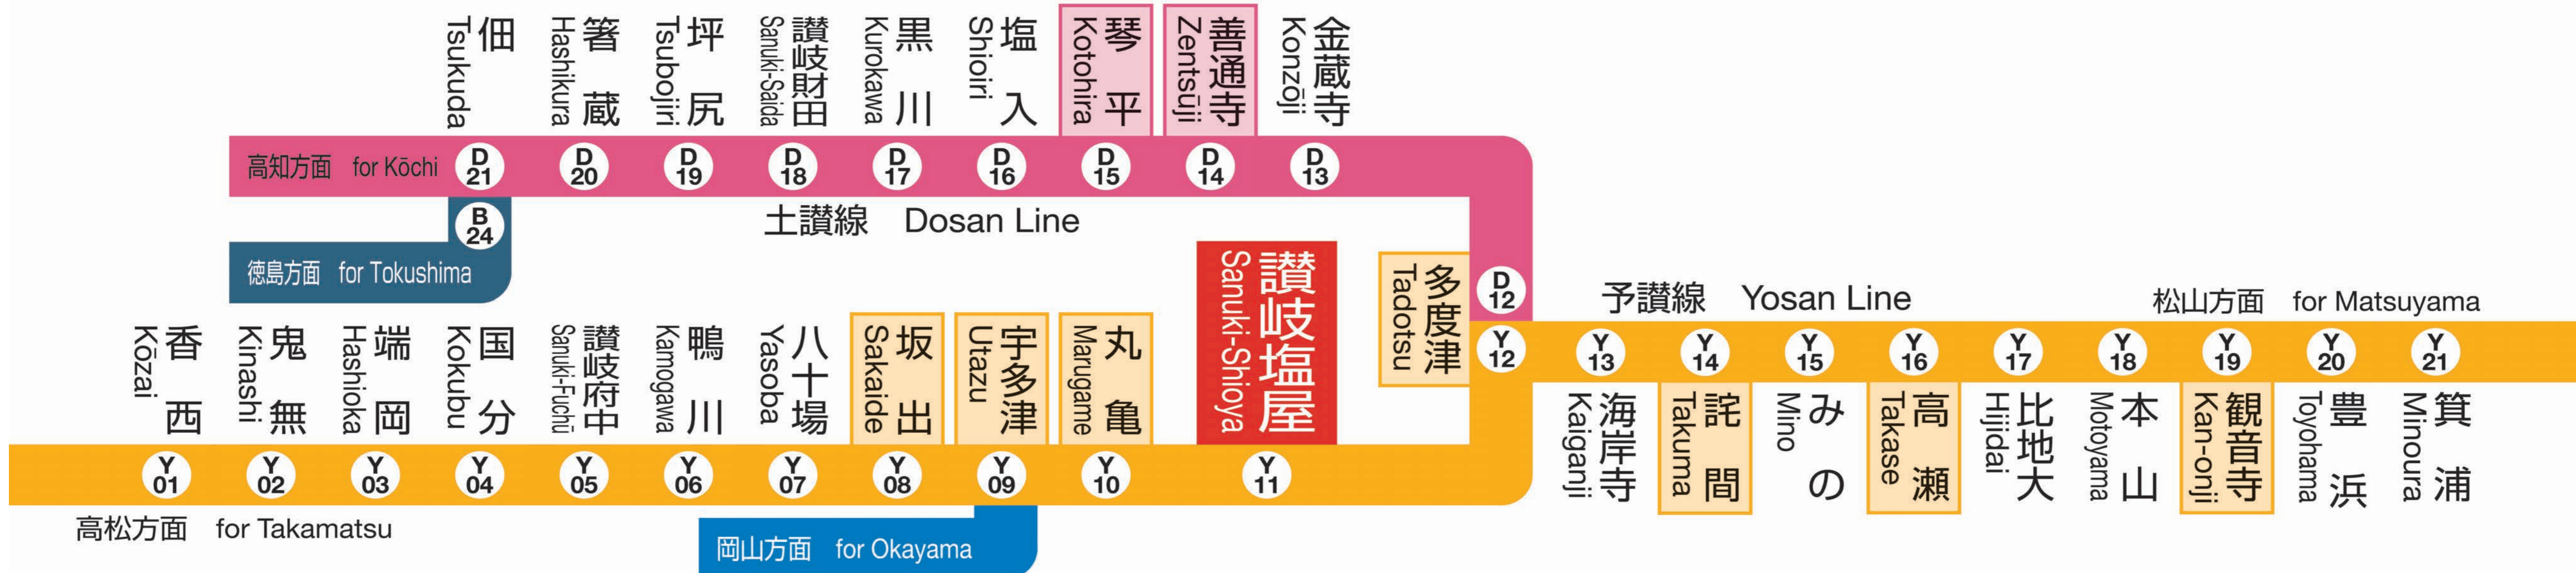 佃
Tsukuda
箸蔵
Hashikura
坪尻
Tsubojiri
讃岐財田
Sanuki-Saida
黒川
Kurokawa
塩入
Shioiri
琴平
Kotohira
善通寺
Zentsūji
金蔵寺
Konzōji
高知方面 for Kōchi
D
21
D
20
D
19
D
18
D
17
D
16
D
15
D
14
D
13
B
24
土讃線 Dosan Line
徳島方面 for Tokushima
讃岐塩屋
Sanuki-Shioya
多度津
Tadotsu
D
12
Y
12
予讃線 Yosan Line
松山方面 for Matsuyama
香西
Kōzai
鬼無
Kinashi
端岡
Hashioka
国分
Kokubu
讃岐府中
Sanuki-Fuchū
鴨川
Kamogawa
八十場
Yasoba
坂出
Sakaide
宇多津
Utazu
丸亀
Marugame
Y
13
Y
14
Y
15
Y
16
Y
17
Y
18
Y
19
Y
20
Y
21
海岸寺
Kaiganji
詫間
Takuma
みの
Mino
高瀬
Takase
比地大
Hijidai
本山
Motoyama
観音寺
Kan-onji
豊浜
Toyohama
箕浦
Minoura
Y
01
Y
02
Y
03
Y
04
Y
05
Y
06
Y
07
Y
08
Y
09
Y
10
Y
11
高松方面 for Takamatsu
岡山方面 for Okayama